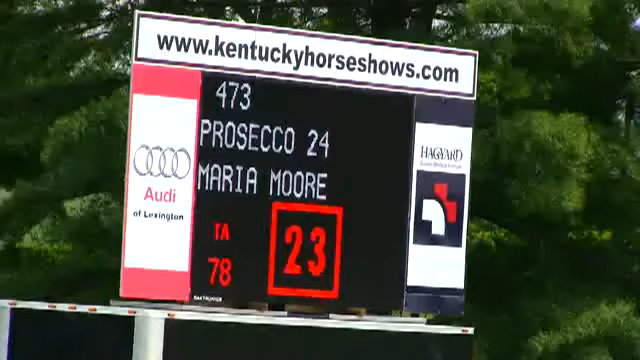 www.kentuckyhorseshows.com
473
PROSECCO 24
MARIA MOORE
TA
78
23
Audi
of Lexington
HAGYARD